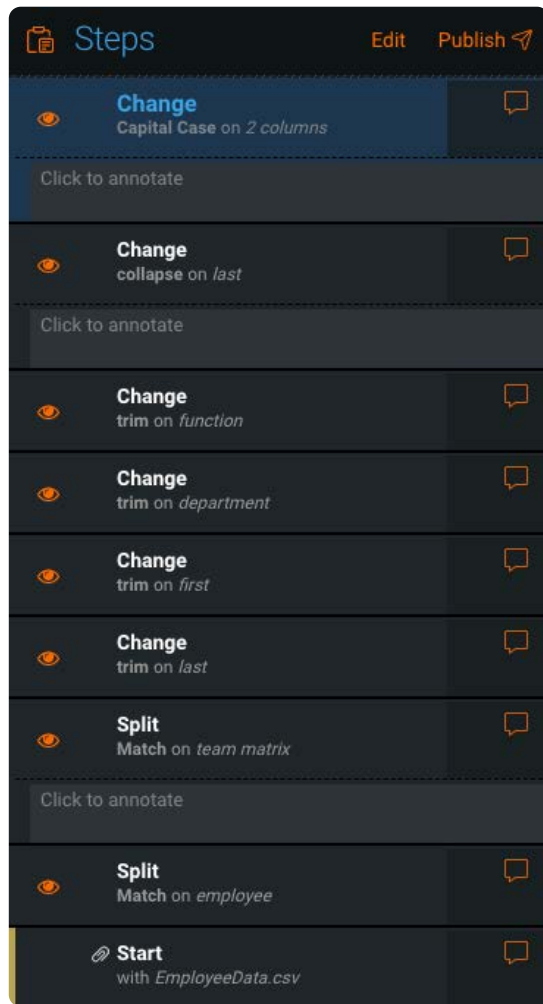 Steps
Edit
Publish
Change
Capital Case on 2 columns
Click to annotate
Change
collapse on last
Click to annotate
Change
trim on function
Change
trim on department
Change
trim on first
Change
trim on last
Split
Match on team matrix
Click to annotate
Split
Match on employee
Start
with EmployeeData.csv